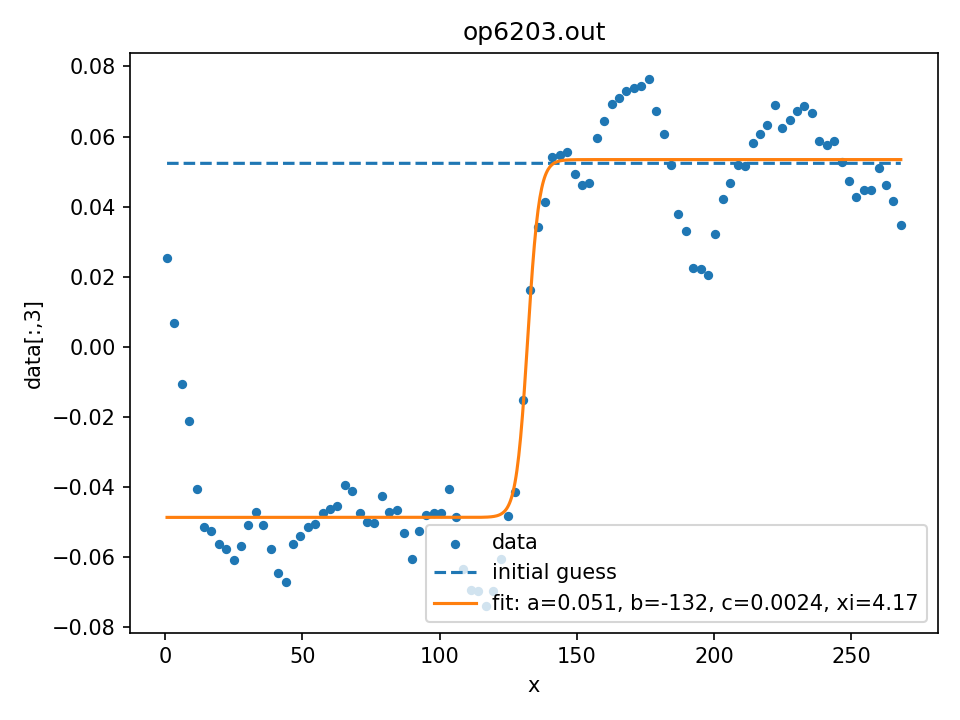 op6203.out
0.08
0.06
0.04
0.02
0.00
−0.02
−0.04
−0.06
−0.08
data[:,3]
data
initial guess
fit: a=0.051, b=-132, c=0.0024, xi=4.17
0 50 100 150 200 250
x